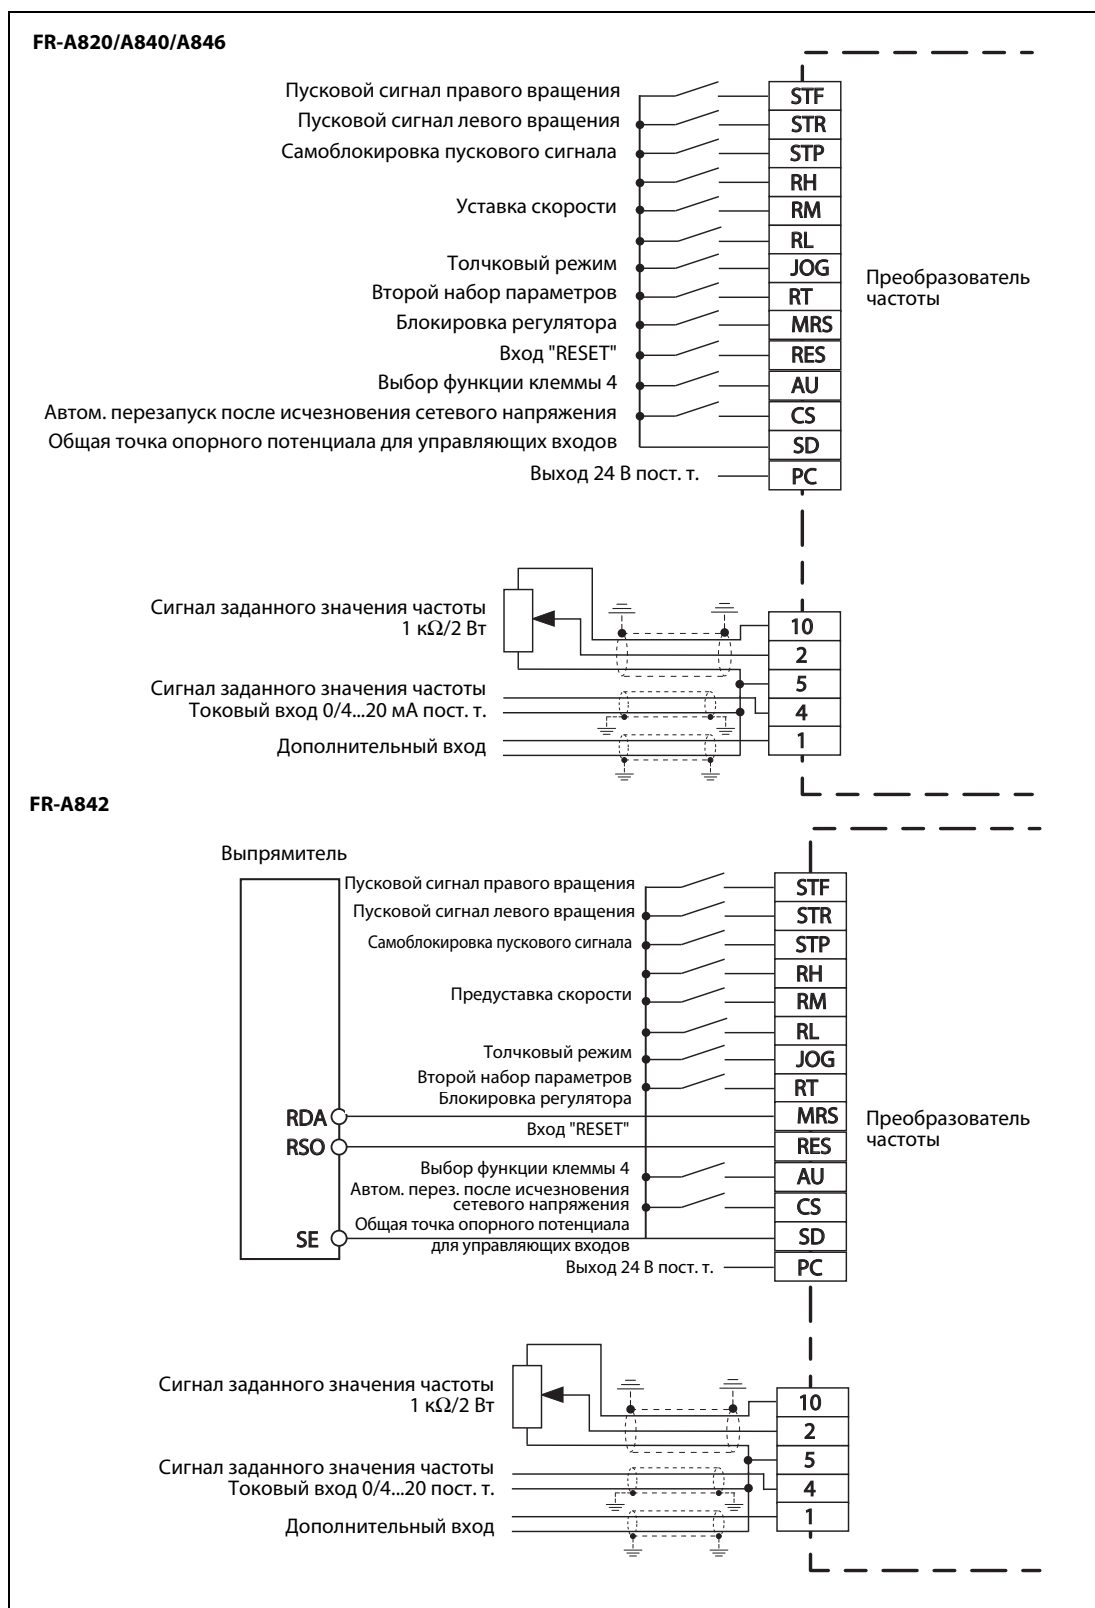 FR-A820/A840/A846
Пусковой сигнал правого вращения
STF
Пусковой сигнал левого вращения
STR
Самоблокировка пускового сигнала
STP
RH
Уставка скорости
RM
RL
Толчковый режим
JOG
Преобразователь
частоты
Второй набор параметров
RT
Блокировка регулятора
MRS
Вход "RESET"
RES
Выбор функции клеммы 4
AU
Автом. перезапуск после исчезновения сетевого напряжения
CS
Общая точка опорного потенциала для управляющих входов
SD
Выход 24 В пост. т.
PC
Сигнал заданного значения частоты
1 кΩ/2 Вт
10
2
5
Сигнал заданного значения частоты
Токовый вход 0/4...20 мА пост. т.
4
Дополнительный вход
1
FR-A842
Выпрямитель
Пусковой сигнал правого вращения
STF
Пусковой сигнал левого вращения
STR
Самоблокировка пускового сигнала
STP
RH
Предуставка скорости
RM
RL
Толчковый режим
JOG
Второй набор параметров
RT
Блокировка регулятора
RDA
MRS
Преобразователь
частоты
Вход "RESET"
RSO
RES
Выбор функции клеммы 4
AU
Автом. перез. после исчезновения
сетевого напряжения
CS
Общая точка опорного потенциала
для управляющих входов
SE
SD
Выход 24 В пост. т.
PC
Сигнал заданного значения частоты
1 кΩ/2 Вт
10
2
5
Сигнал заданного значения частоты
Токовый вход 0/4...20 пост. т.
4
Дополнительный вход
1